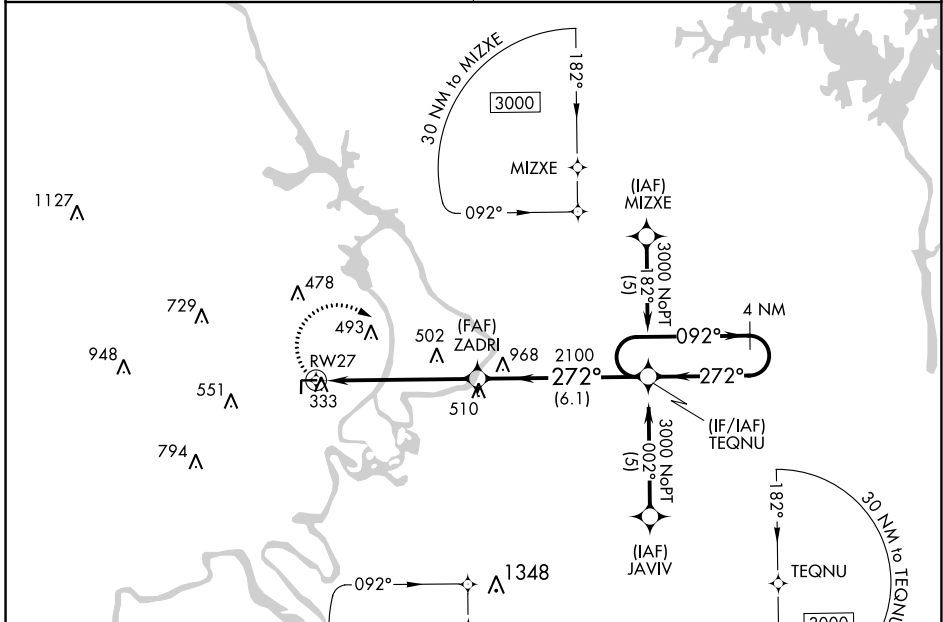 30 NM to MIZXE
182°
3000
MIZXE
092°
1127
(IAF)
MIZXE
3000 NoPT
182°
(5)
478
729
493
4 NM
092°
502
(FAF)
ZADRI
968
2100
948
RW27
272°
272°
333
510
(6.1)
551
(IF/IAF)
TEQNU
3000 NoPT
002°
(5)
794
182°
30 NM to TEQNU
(IAF)
JAVIV
092°
1348
TEQNU
3000